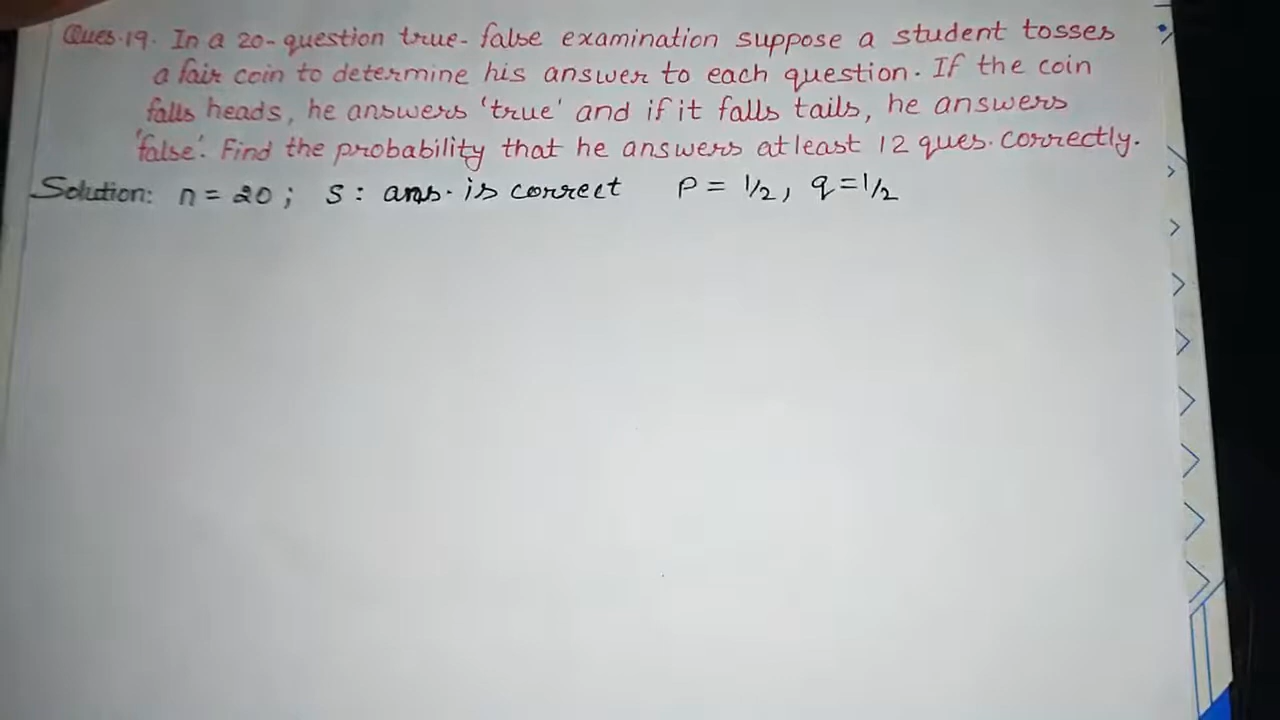 Ques.19. In a 20-question true-false examination suppose a student tosses
a fair coin to determine his answer to each question. If the coin
falls heads, he answers 'true' and if it falls tails, he answers
'false'. Find the probability that he answers atleast 12 ques. correctly.
Solution: n = 20 ; S : ans. is correct P = 1/2, q = 1/2